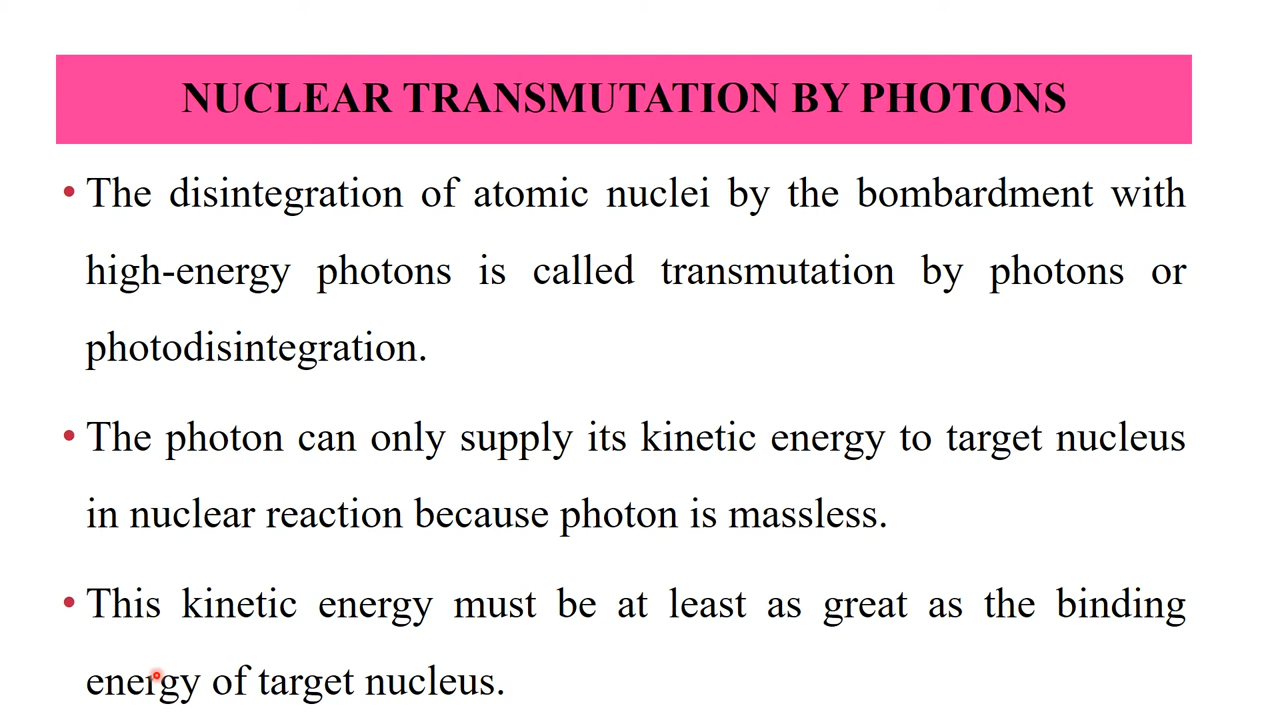 NUCLEAR TRANSMUTATION BY PHOTONS
• The disintegration of atomic nuclei by the bombardment with
high-energy photons is called transmutation by photons or
photodisintegration.
• The photon can only supply its kinetic energy to target nucleus
in nuclear reaction because photon is massless.
• This kinetic energy must be at least as great as the binding
energy of target nucleus.